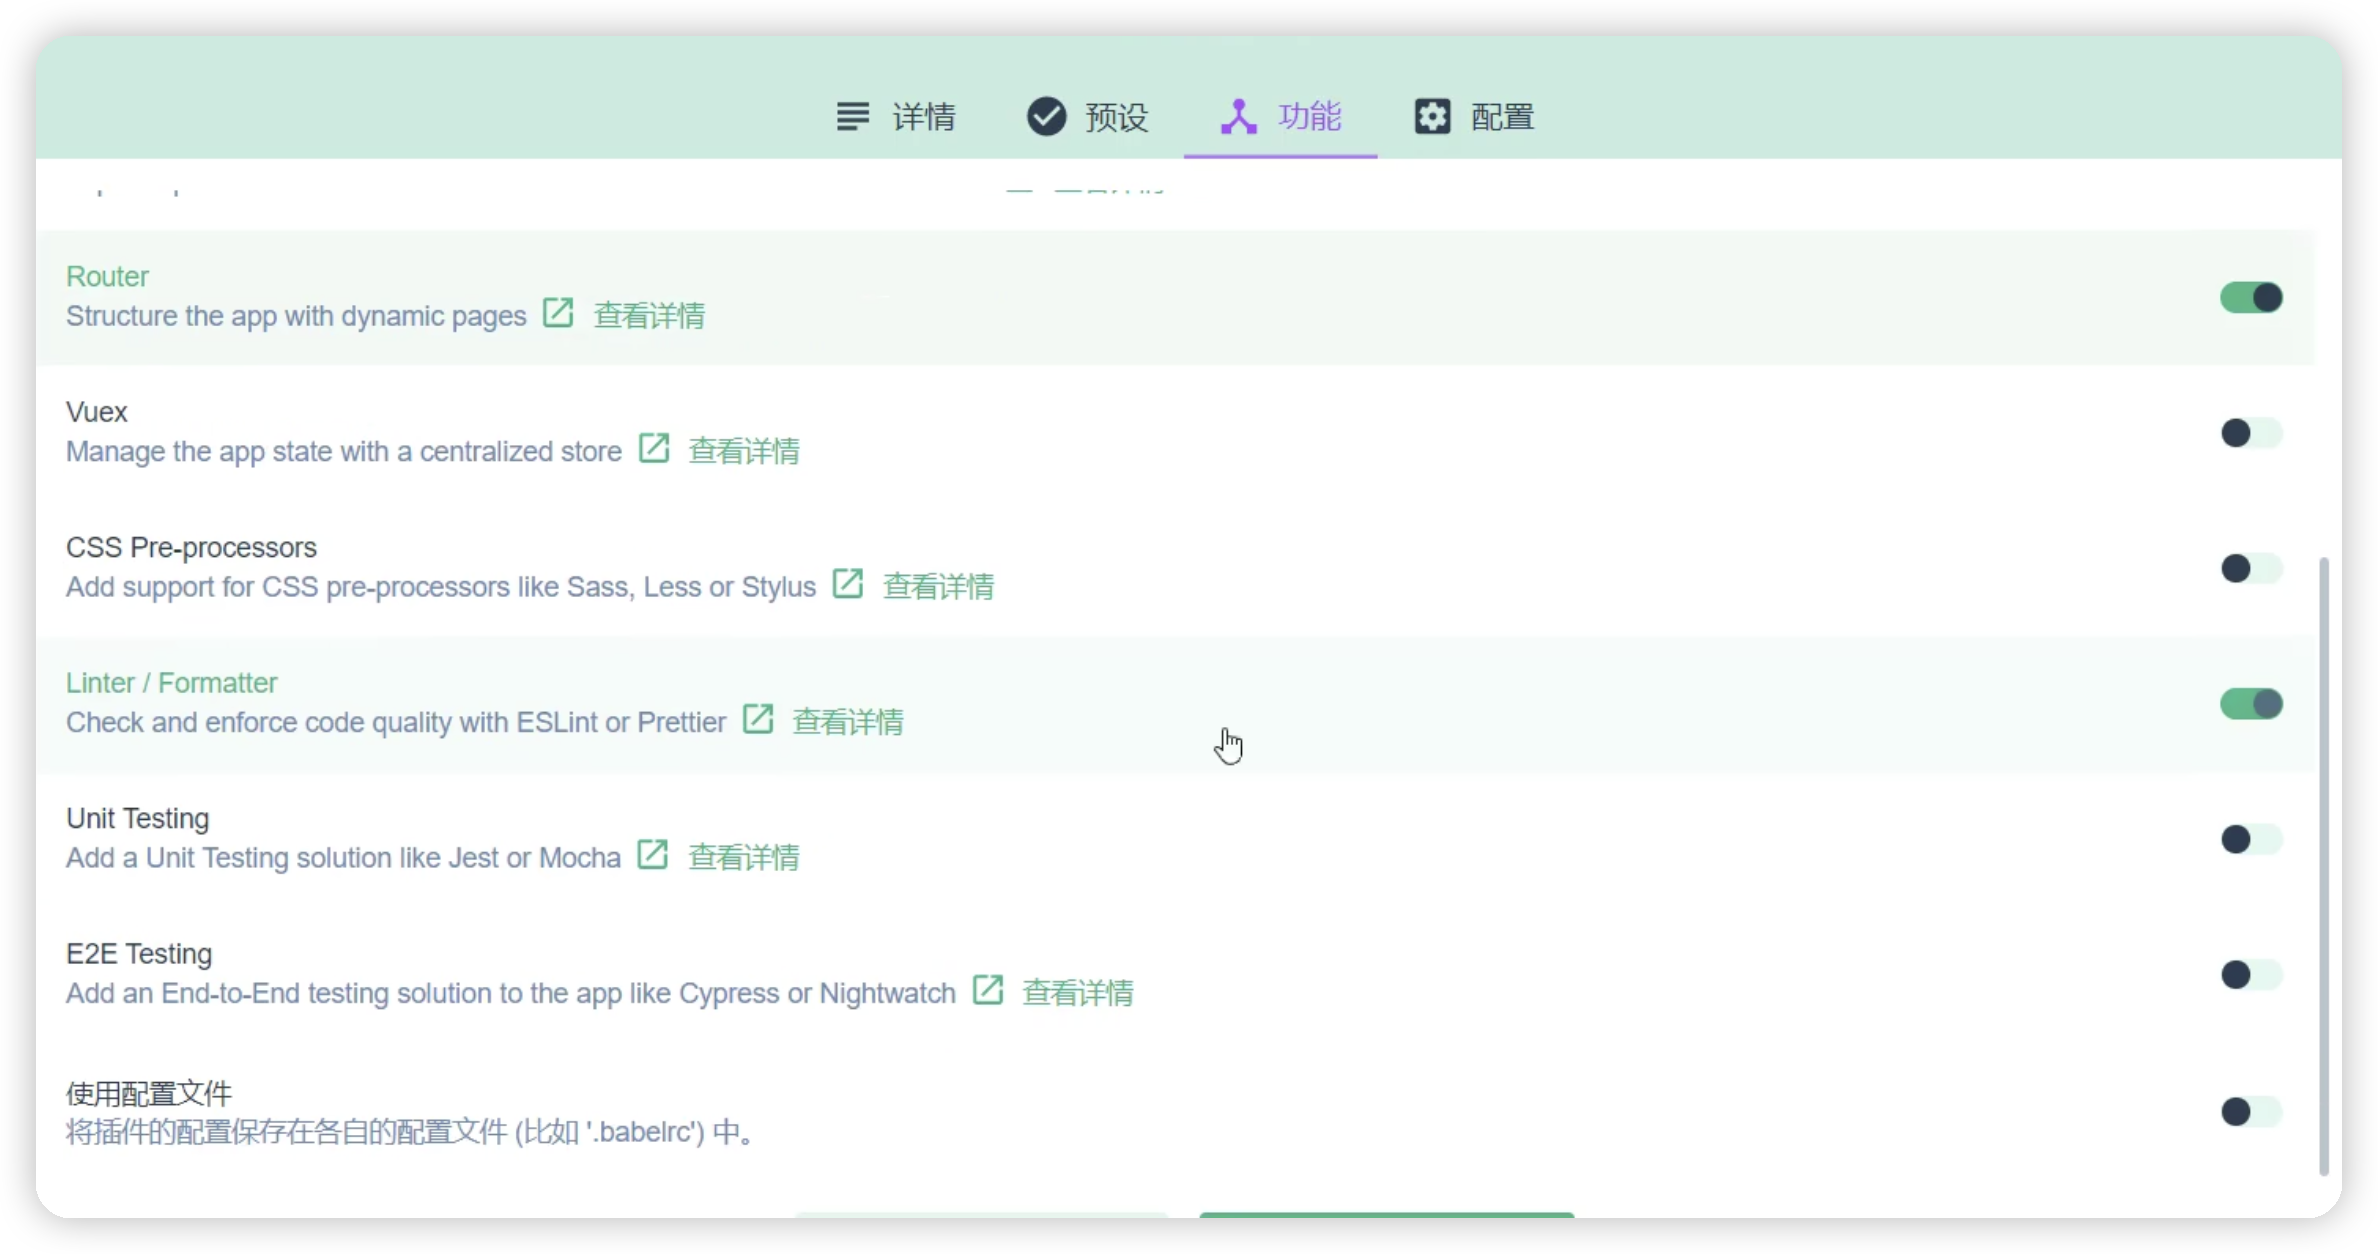 详情 预设 功能 配置
Router
Structure the app with dynamic pages 查看详情
Vuex
Manage the app state with a centralized store 查看详情
CSS Pre-processors
Add support for CSS pre-processors like Sass, Less or Stylus 查看详情
Linter / Formatter
Check and enforce code quality with ESLint or Prettier 查看详情
Unit Testing
Add a Unit Testing solution like Jest or Mocha 查看详情
E2E Testing
Add an End-to-End testing solution to the app like Cypress or Nightwatch 查看详情
使用配置文件
将插件的配置保存在各自的配置文件 (比如 '.babelrc') 中。